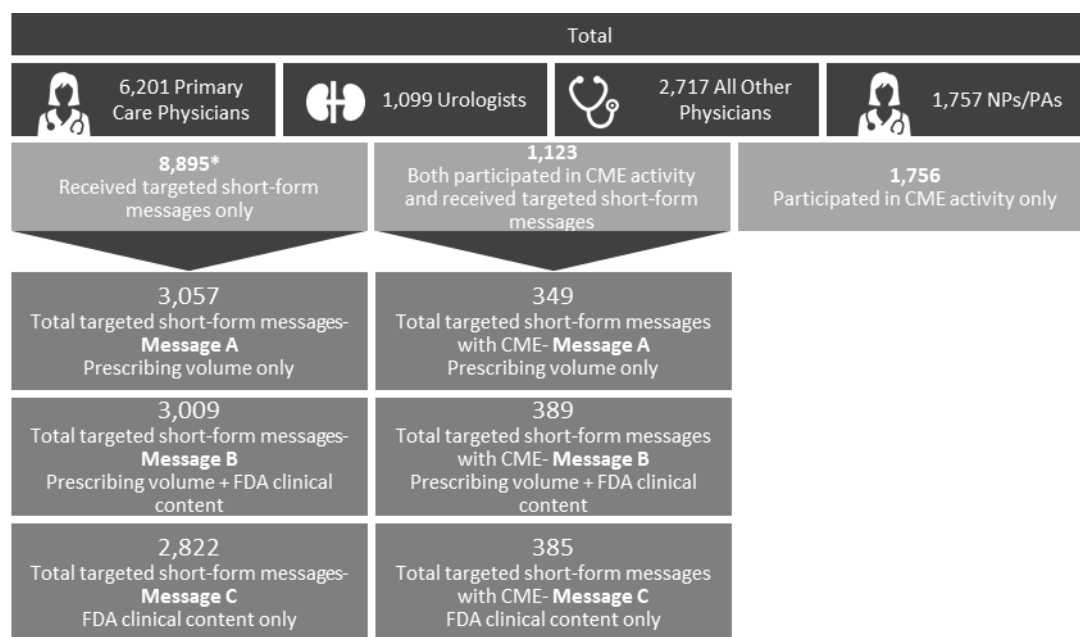 Total
6,201 Primary
Care Physicians
1,099 Urologists
2,717 All Other
Physicians
1,757 NPs/PAs
8,895*
Received targeted short-form
messages only
1,123
Both participated in CME activity
and received targeted short-form
messages
1,756
Participated in CME activity only
3,057
Total targeted short-form messages-
Message A
Prescribing volume only
349
Total targeted short-form messages
with CME- Message A
Prescribing volume only
3,009
Total targeted short-form messages-
Message B
Prescribing volume + FDA clinical
content
389
Total targeted short-form messages
with CME- Message B
Prescribing volume + FDA clinical
content
2,822
Total targeted short-form messages-
Message C
FDA clinical content only
385
Total targeted short-form messages
with CME- Message C
FDA clinical content only